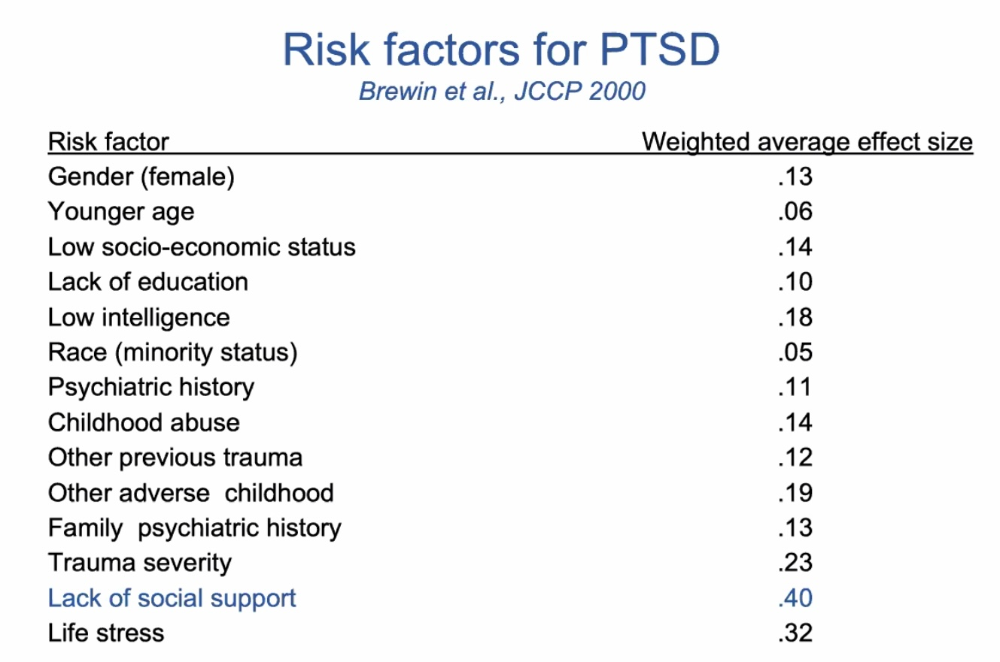 Risk factors for PTSD
Brewin et al., JCCP 2000
Risk factor Weighted average effect size
Gender (female) .13
Younger age .06
Low socio-economic status .14
Lack of education .10
Low intelligence .18
Race (minority status) .05
Psychiatric history .11
Childhood abuse .14
Other previous trauma .12
Other adverse  childhood .19
Family  psychiatric history .13
Trauma severity .23
Lack of social support .40
Life stress .32